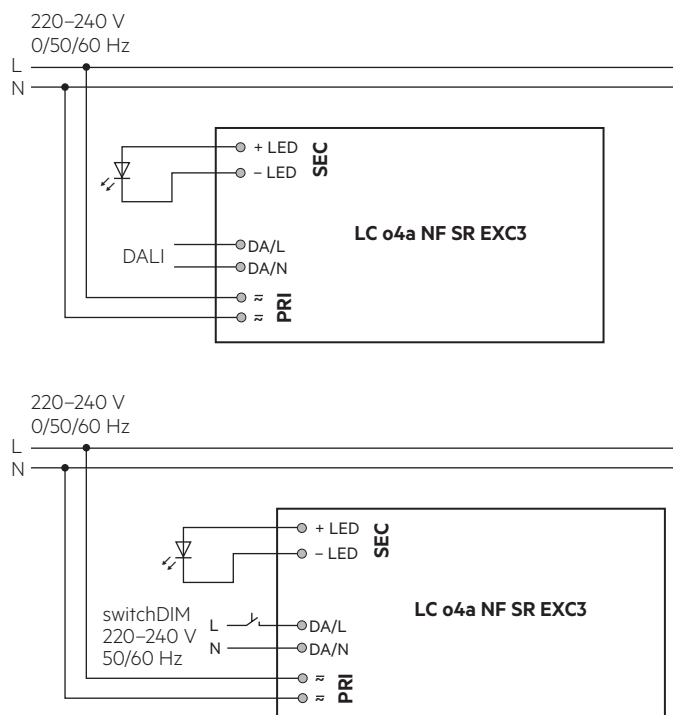 220–240 V
0/50/60 Hz
L
N
+ LED
– LED
SEC
LC o4a NF SR EXC3
DALI
DA/L
DA/N
PRI
220–240 V
0/50/60 Hz
L
N
+ LED
– LED
SEC
LC o4a NF SR EXC3
switchDIM
220–240 V
50/60 Hz
L
N
DA/L
DA/N
PRI